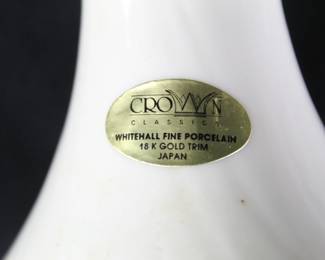 CROWN
CLASSICS
WHITEHALL FINE PORCELAIN
18 K GOLD TRIM
JAPAN